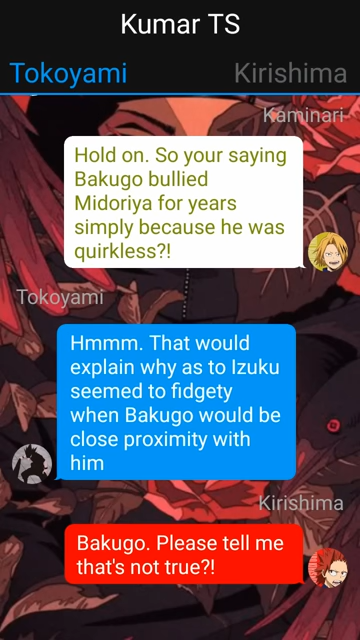 Kumar TS
Tokoyami
Kirishima
Kaminari
Hold on. So your saying
Bakugo bullied
Midoriya for years
simply because he was
quirkless?!
Tokoyami
Hmmm. That would
explain why as to Izuku
seemed to fidgety
when Bakugo would be
close proximity with
him
Kirishima
Bakugo. Please tell me
that's not true?!